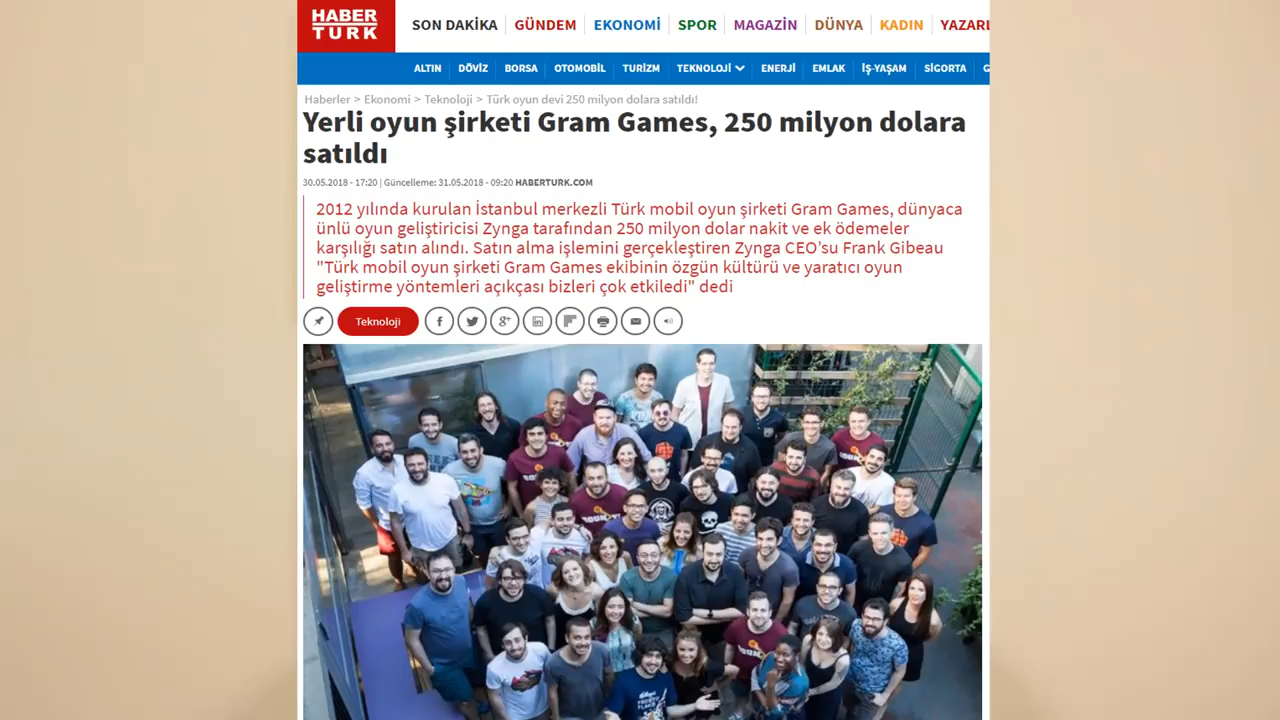 HABER
TURK
SON DAKİKA GÜNDEM EKONOMİ SPOR MAGAZİN DÜNYA KADIN YAZARL
ALTIN DÖVİZ BORSA OTOMOBİL TURİZM TEKNOLOJİ ENERJİ EMLAK İŞ-YAŞAM SİGORTA G
Haberler > Ekonomi > Teknoloji > Türk oyun devi 250 milyon dolara satıldı!
Yerli oyun şirketi Gram Games, 250 milyon dolara
satıldı
30.05.2018 - 17:20 | Güncelleme: 31.05.2018 - 09:20 HABERTURK.COM
2012 yılında kurulan İstanbul merkezli Türk mobil oyun şirketi Gram Games, dünyaca
ünlü oyun geliştiricisi Zynga tarafından 250 milyon dolar nakit ve ek ödemeler
karşılığı satın alındı. Satın alma işlemini gerçekleştiren Zynga CEO’su Frank Gibeau
"Türk mobil oyun şirketi Gram Games ekibinin özgün kültürü ve yaratıcı oyun
geliştirme yöntemleri açıkçası bizleri çok etkiledi" dedi
Teknoloji